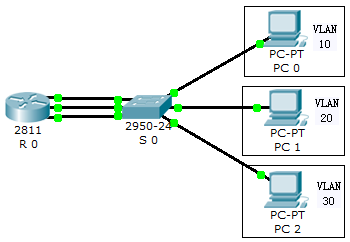 VLAN
10
PC-PT
PC 0
2811
R 0
2950-24
S 0
VLAN
20
PC-PT
PC 1
VLAN
30
PC-PT
PC 2